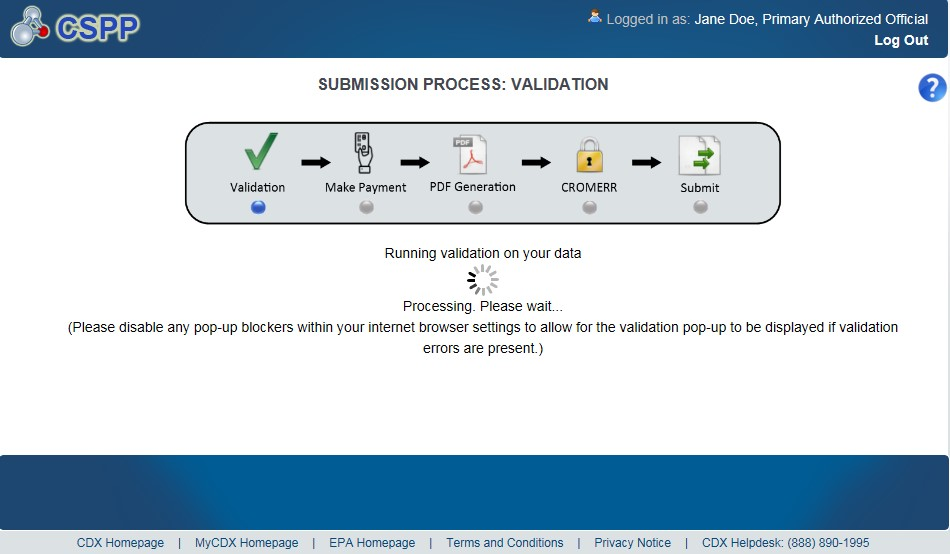 CSPP
Logged in as: Jane Doe, Primary Authorized Official
Log Out
SUBMISSION PROCESS: VALIDATION
?
Validation
Make Payment
PDF
PDF Generation
CROMERR
Submit
Running validation on your data
Processing. Please wait...
(Please disable any pop-up blockers within your internet browser settings to allow for the validation pop-up to be displayed if validation
errors are present.)
CDX Homepage | MyCDX Homepage | EPA Homepage | Terms and Conditions | Privacy Notice | CDX Helpdesk: (888) 890-1995